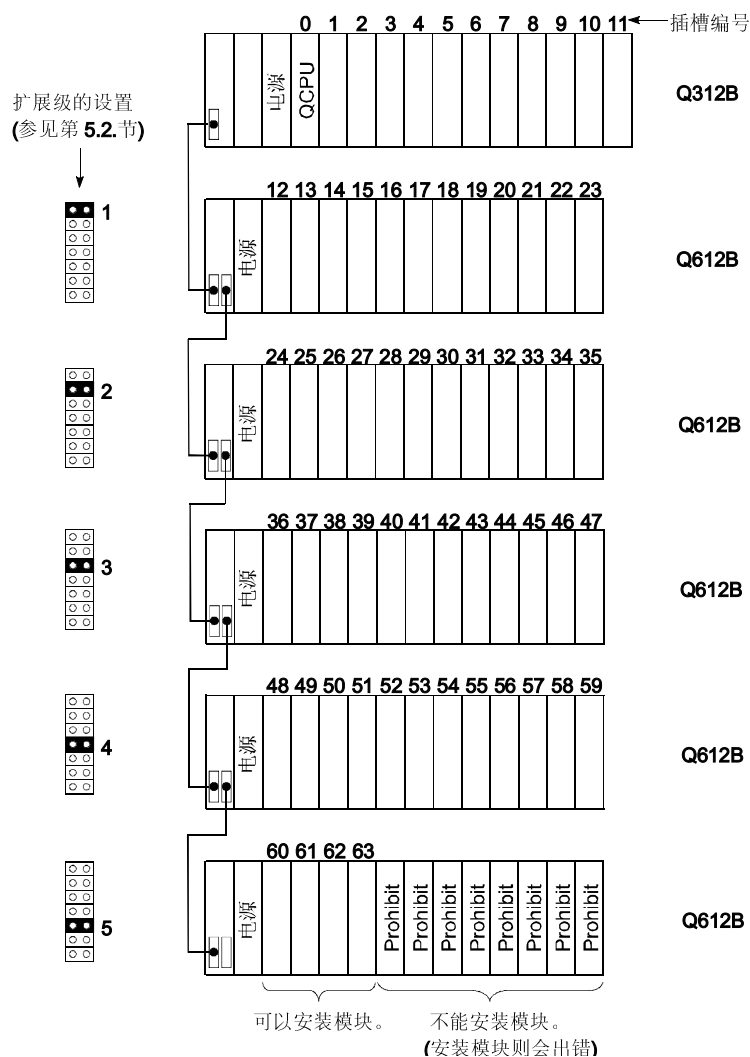 0 1 2 3 4 5 6 7 8 9 10 11 插槽编号
电源 QCPU
Q312B
扩展级的设置
(参见第 5.2.节)
12 13 14 15 16 17 18 19 20 21 22 23
1
电源
Q612B
24 25 26 27 28 29 30 31 32 33 34 35
2
电源
Q612B
36 37 38 39 40 41 42 43 44 45 46 47
3
电源
Q612B
48 49 50 51 52 53 54 55 56 57 58 59
4
电源
Q612B
60 61 62 63
5
电源 Prohibit Prohibit Prohibit Prohibit Prohibit Prohibit Prohibit Prohibit
Q612B
可以安装模块。 不能安装模块。
(安装模块则会出错)